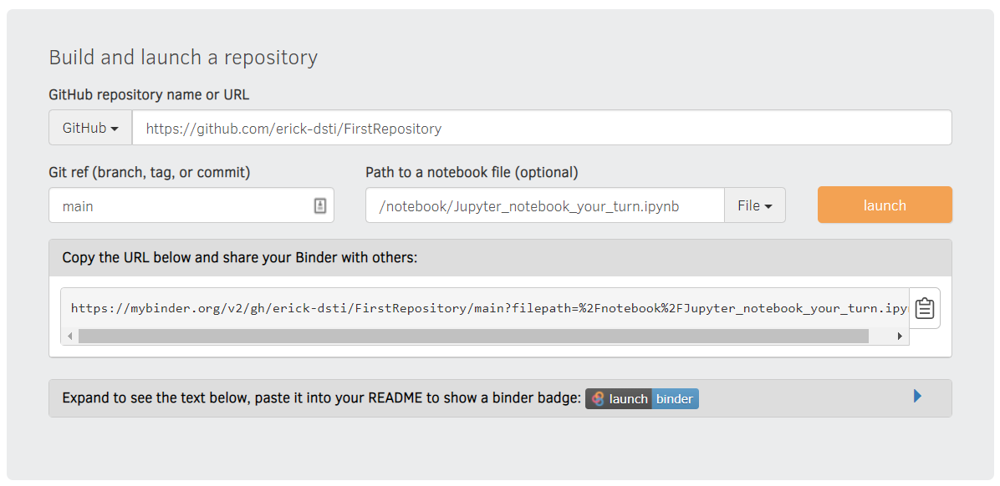 Build and launch a repository
GitHub repository name or URL
GitHub
https://github.com/erick-dsti/FirstRepository
Git ref (branch, tag, or commit)
Path to a notebook file (optional)
main
/notebook/Jupyter_notebook_your_turn.ipynb
File
launch
Copy the URL below and share your Binder with others:
https://mybinder.org/v2/gh/erick-dsti/FirstRepository/main?filepath=%2Fnotebook%2FJupyter_notebook_your_turn.ipy
Expand to see the text below, paste it into your README to show a binder badge: launch binder